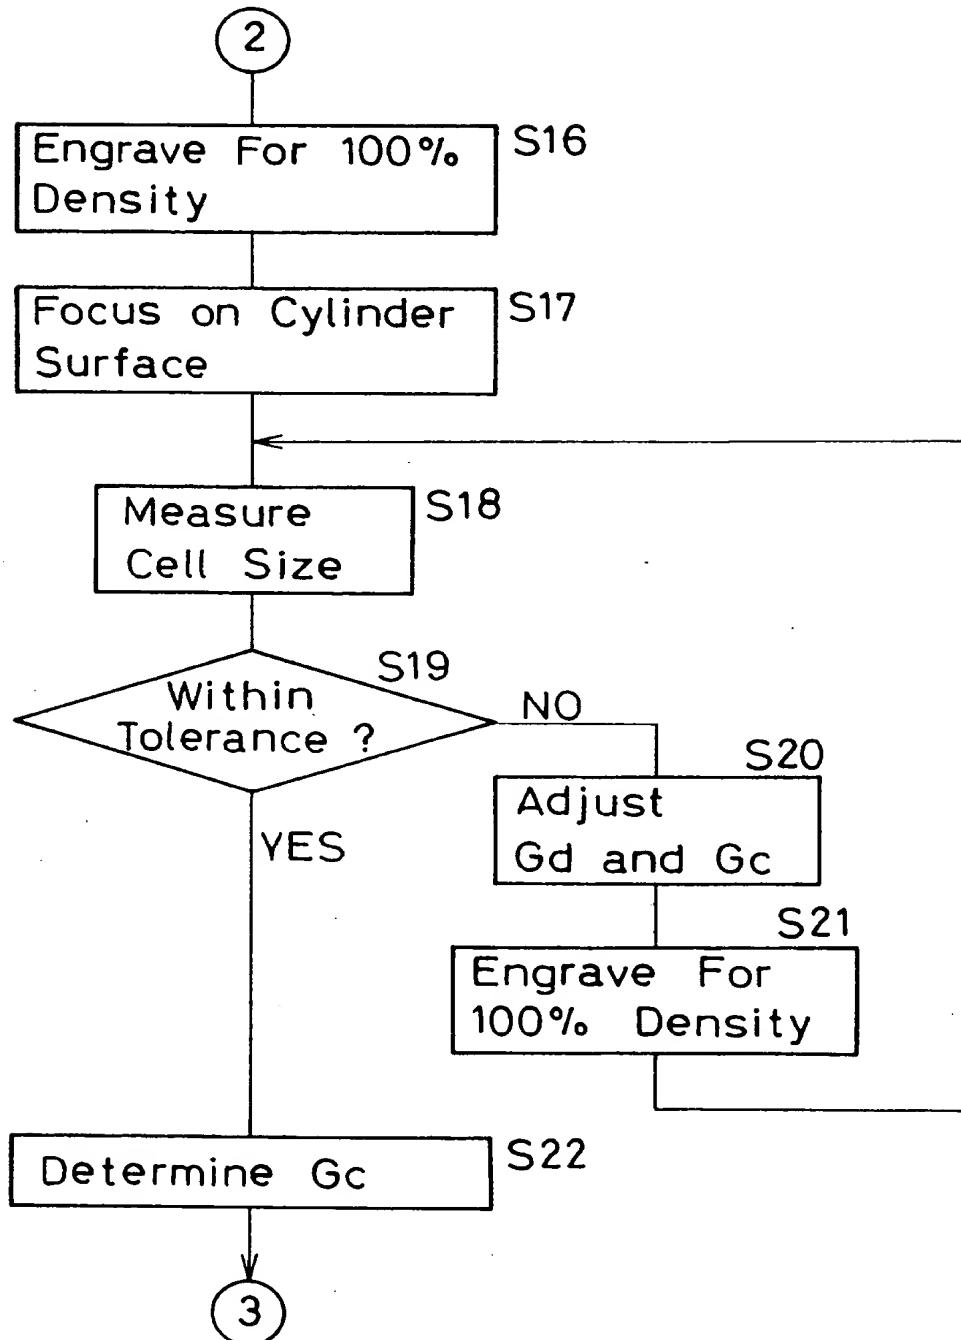 2
Engrave For 100%
Density
S16
Focus on Cylinder
Surface
S17
Measure
Cell Size
S18
S19
Within
Tolerance ?
NO
YES
S20
Adjust
Gd and Gc
S21
Engrave For
100% Density
Determine Gc
S22
3